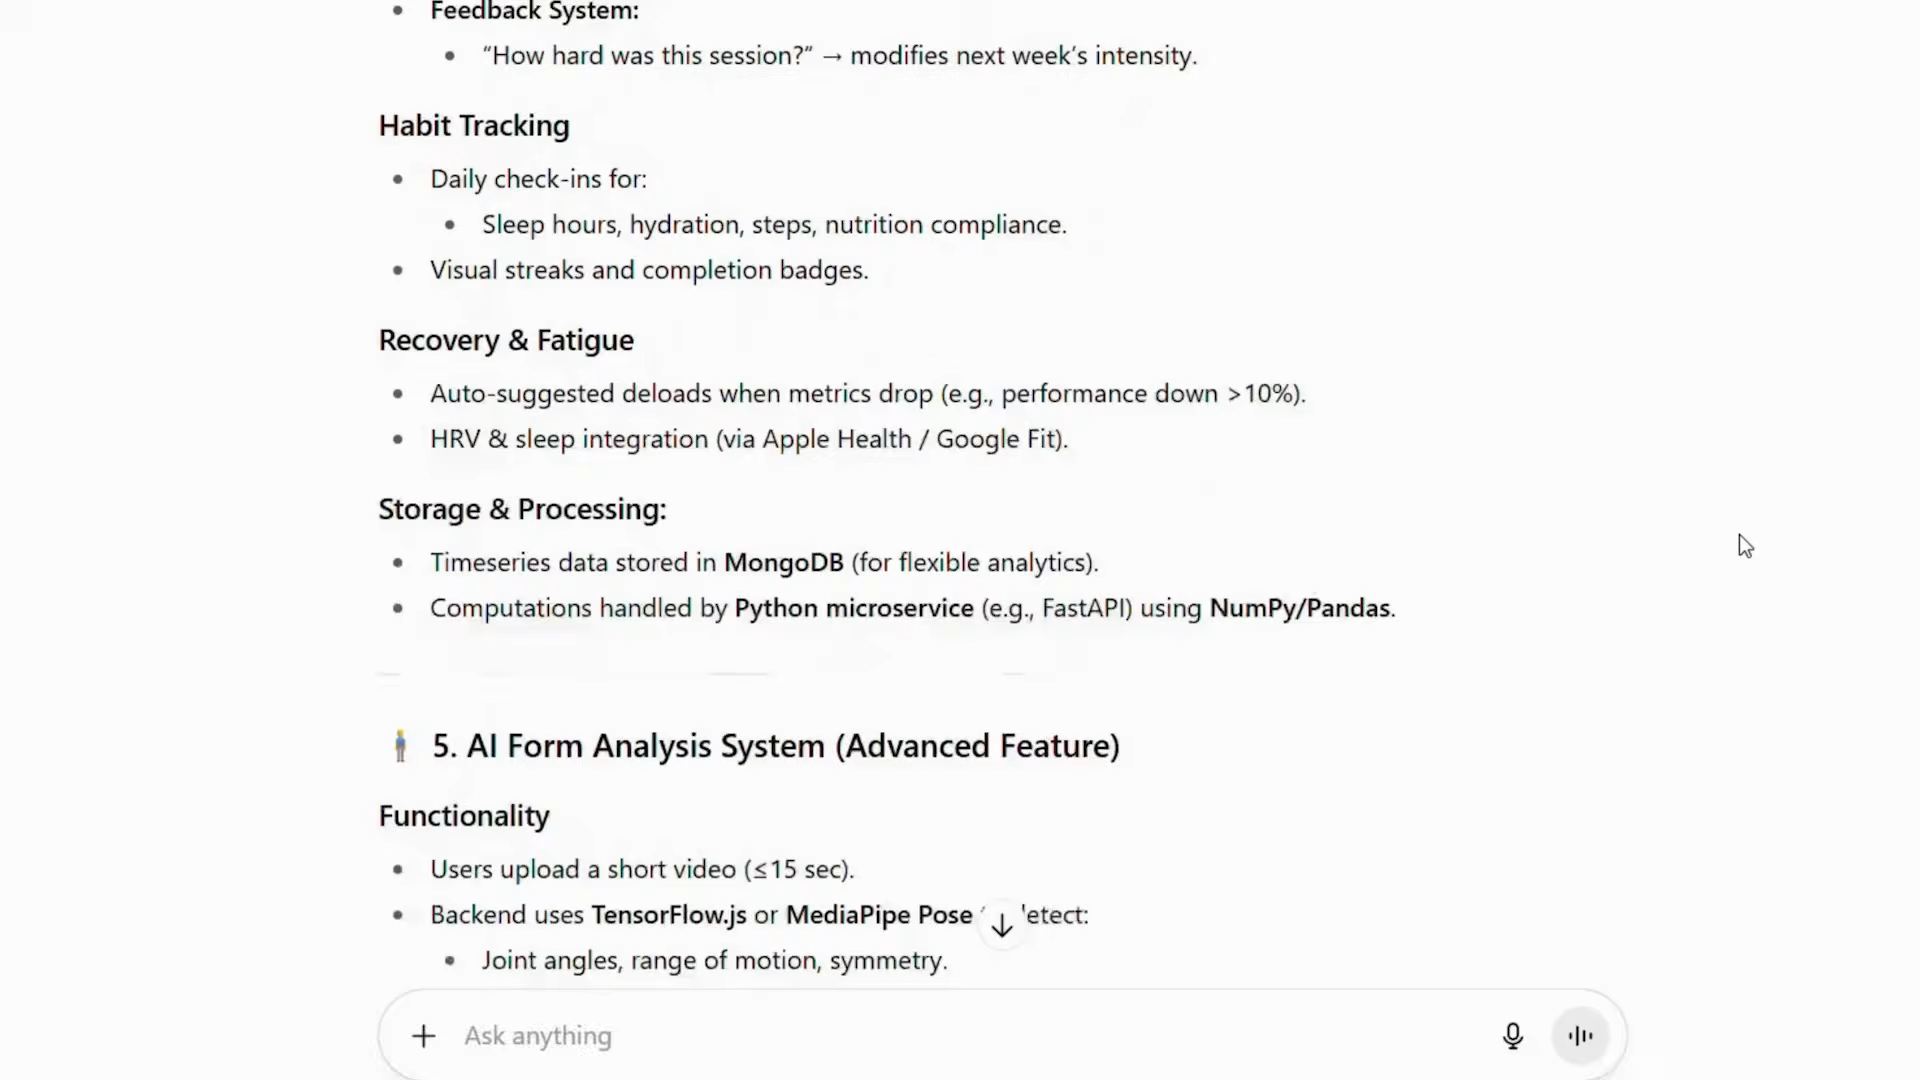 Feedback System:
“How hard was this session?” → modifies next week’s intensity.
Habit Tracking
Daily check-ins for:
Sleep hours, hydration, steps, nutrition compliance.
Visual streaks and completion badges.
Recovery & Fatigue
Auto-suggested deloads when metrics drop (e.g., performance down >10%).
HRV & sleep integration (via Apple Health / Google Fit).
Storage & Processing:
Timeseries data stored in MongoDB (for flexible analytics).
Computations handled by Python microservice (e.g., FastAPI) using NumPy/Pandas.
5. AI Form Analysis System (Advanced Feature)
Functionality
Users upload a short video (≤15 sec).
Backend uses TensorFlow.js or MediaPipe Pose etect:
Joint angles, range of motion, symmetry.
Ask anything